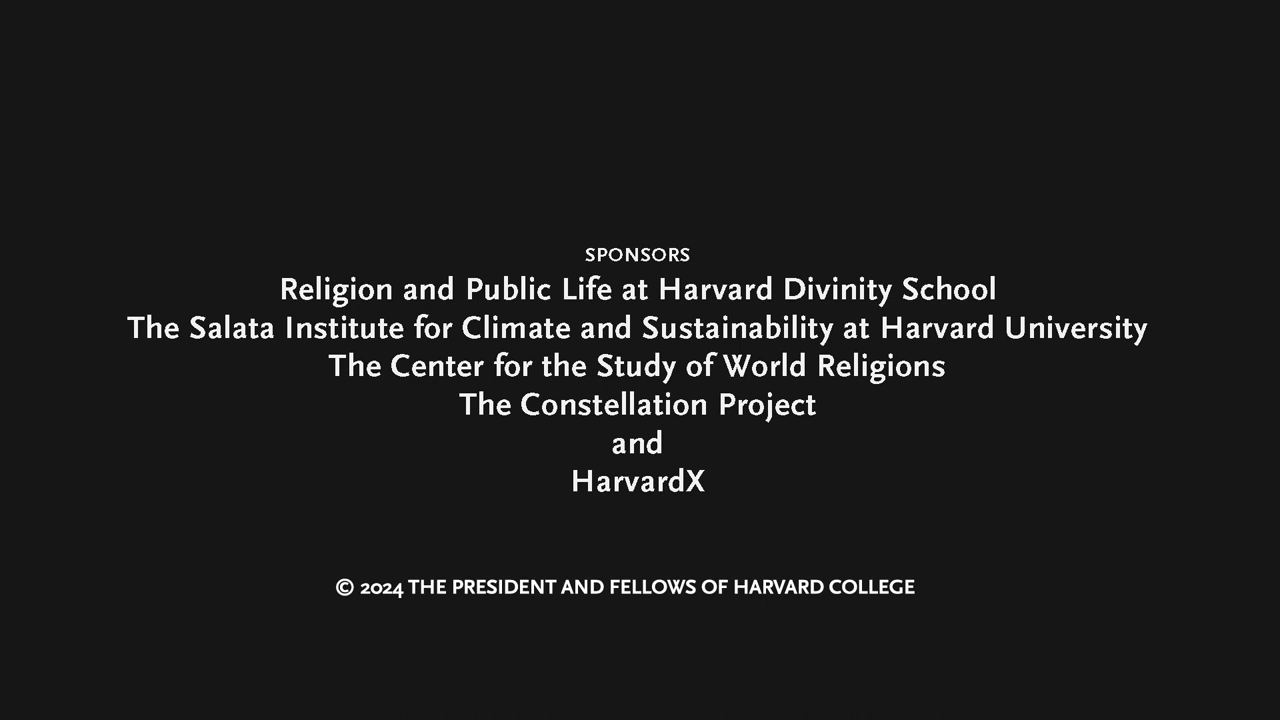 SPONSORS
Religion and Public Life at Harvard Divinity School
The Salata Institute for Climate and Sustainability at Harvard University
The Center for the Study of World Religions
The Constellation Project
and
HarvardX
© 2024 THE PRESIDENT AND FELLOWS OF HARVARD COLLEGE